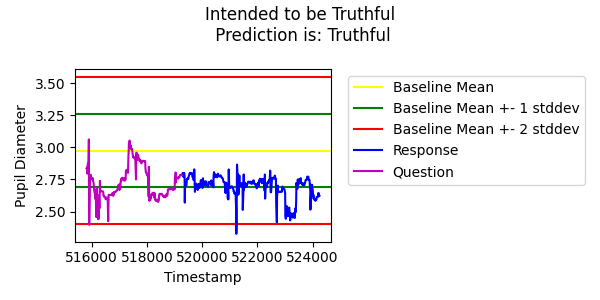 Intended to be Truthful
Prediction is: Truthful
3.50
3.25
3.00
2.75
2.50
Pupil Diameter
516000 518000 520000 522000 524000
Timestamp
Baseline Mean
Baseline Mean +- 1 stddev
Baseline Mean +- 2 stddev
Response
Question